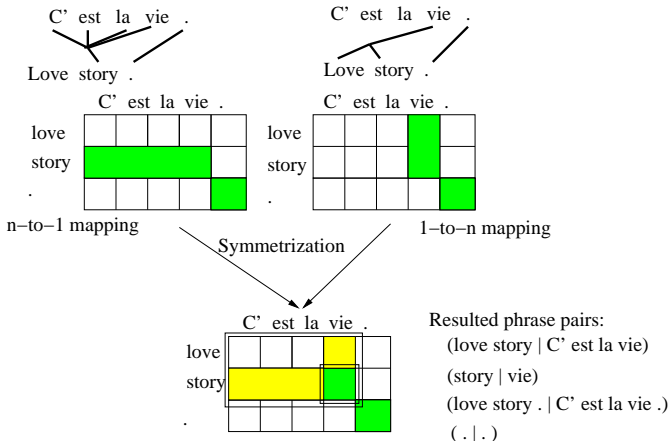 C' est la vie .
Love story .
C' est la vie .
love
story
.
n-to-1 mapping
C' est la vie .
Love story .
C' est la vie .
love
story
.
1-to-n mapping
Symmetrization
C' est la vie .
love
story
.
Resulted phrase pairs:
(love story | C' est la vie)
(story | vie)
(love story . | C' est la vie .)
( . | . )